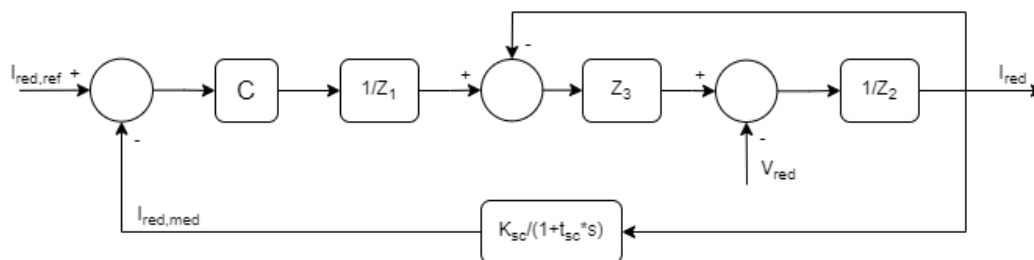 -
I_red,ref +
C
1/Z_1
+
Z_3
+
1/Z_2
I_red
-
-
V_red
I_red,med
K_sc/(1+t_sc*s)